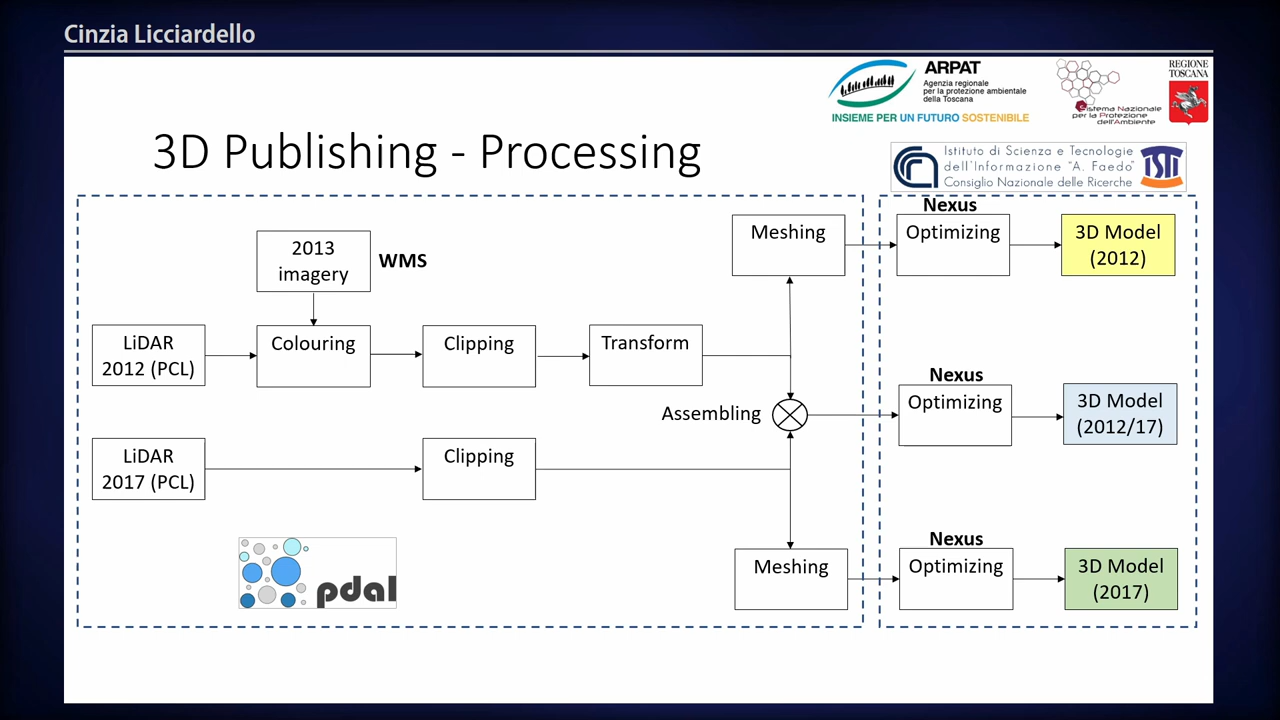 Cinzia Licciardello
ARPAT
Agenzia regionale
per la protezione ambientale
della Toscana
INSIEME PER UN FUTURO SOSTENIBILE
Sistema Nazionale
per la Protezione
dell'Ambiente
REGIONE
TOSCANA
3D Publishing - Processing
Istituto di Scienza e Tecnologie
dell'Informazione "A. Faedo"
Consiglio Nazionale delle Ricerche
ISTI
Nexus
Meshing
Optimizing
3D Model
(2012)
2013
imagery
WMS
LiDAR
2012 (PCL)
Colouring
Clipping
Transform
Nexus
Assembling
Optimizing
3D Model
(2012/17)
LiDAR
2017 (PCL)
Clipping
Nexus
Meshing
Optimizing
3D Model
(2017)
pdal